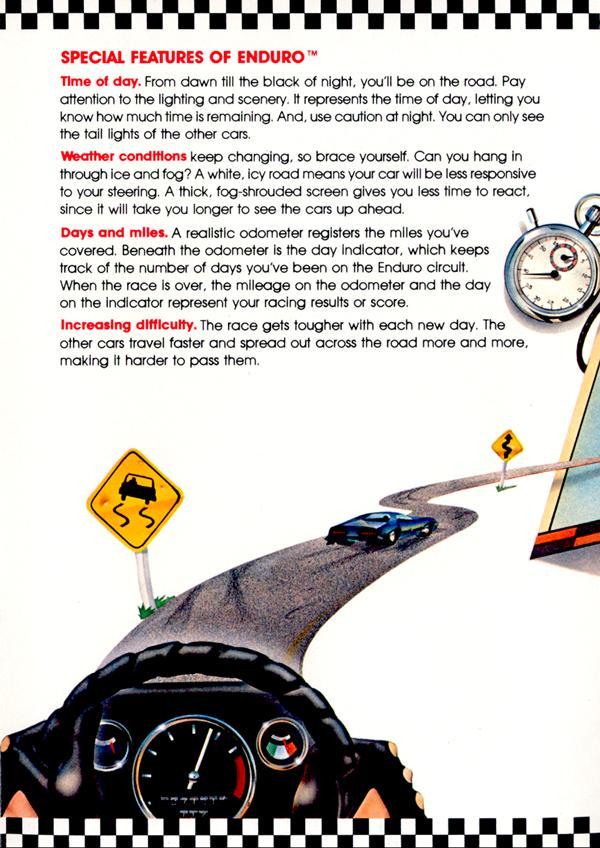 SPECIAL FEATURES OF ENDURO™
Time of day. From dawn till the black of night, you'll be on the road. Pay
attention to the lighting and scenery. It represents the time of day, letting you
know how much time is remaining. And, use caution at night. You can only see
the tail lights of the other cars.
Weather conditions keep changing, so brace yourself. Can you hang in
through ice and fog? A white, icy road means your car will be less responsive
to your steering. A thick, fog-shrouded screen gives you less time to react,
since it will take you longer to see the cars up ahead.
Days and miles. A realistic odometer registers the miles you've
covered. Beneath the odometer is the day indicator, which keeps
track of the number of days you've been on the Enduro circuit.
When the race is over, the mileage on the odometer and the day
on the indicator represent your racing results or score.
Increasing difficulty. The race gets tougher with each new day. The
other cars travel faster and spread out across the road more and more,
making it harder to pass them.